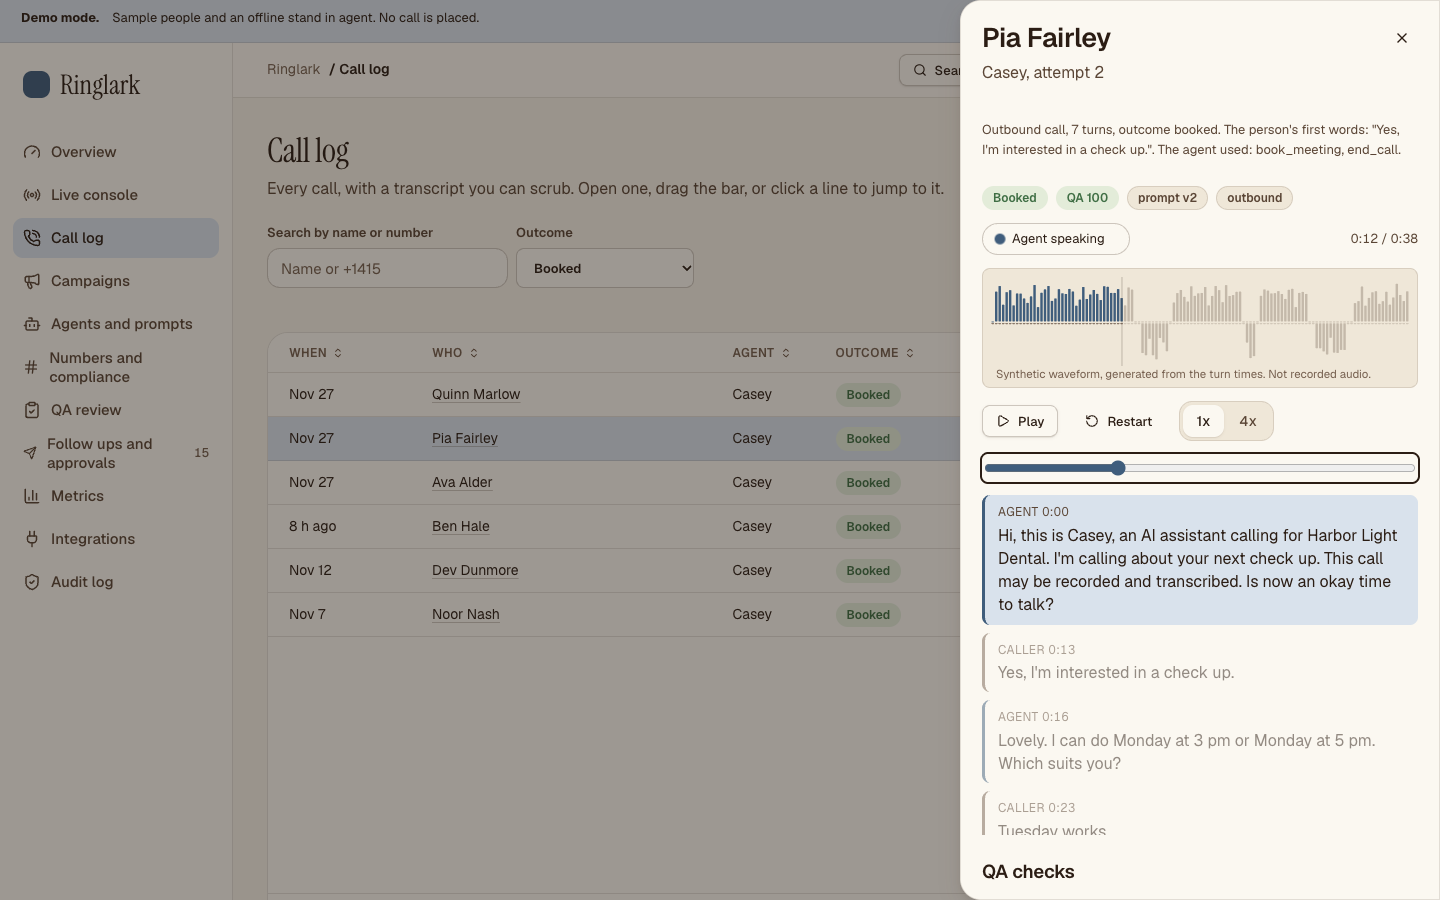 Demo mode. Sample people and an offline stand in agent. No call is placed.
Ringlark
Overview
Live console
Call log
Campaigns
Agents and prompts
Numbers and
compliance
QA review
Follow ups and
approvals
15
Metrics
Integrations
Audit log
Ringlark / Call log
Call log
Every call, with a transcript you can scrub. Open one, drag the bar, or click a line to jump to it.
Search by name or number
Outcome
Name or +1415
Booked
WHEN WHO AGENT OUTCOME
Nov 27 Quinn Marlow Casey Booked
Nov 27 Pia Fairley Casey Booked
Nov 27 Ava Alder Casey Booked
8 h ago Ben Hale Casey Booked
Nov 12 Dev Dunmore Casey Booked
Nov 7 Noor Nash Casey Booked
Pia Fairley
Casey, attempt 2
Outbound call, 7 turns, outcome booked. The person's first words: "Yes,
I'm interested in a check up.". The agent used: book_meeting, end_call.
Booked QA 100 prompt v2 outbound
Agent speaking
0:12 / 0:38
Synthetic waveform, generated from the turn times. Not recorded audio.
Play Restart 1x 4x
AGENT 0:00
Hi, this is Casey, an AI assistant calling for Harbor Light
Dental. I'm calling about your next check up. This call
may be recorded and transcribed. Is now an okay time
to talk?
CALLER 0:13
Yes, I'm interested in a check up.
AGENT 0:16
Lovely. I can do Monday at 3 pm or Monday at 5 pm.
Which suits you?
CALLER 0:23
Tuesday works
QA checks